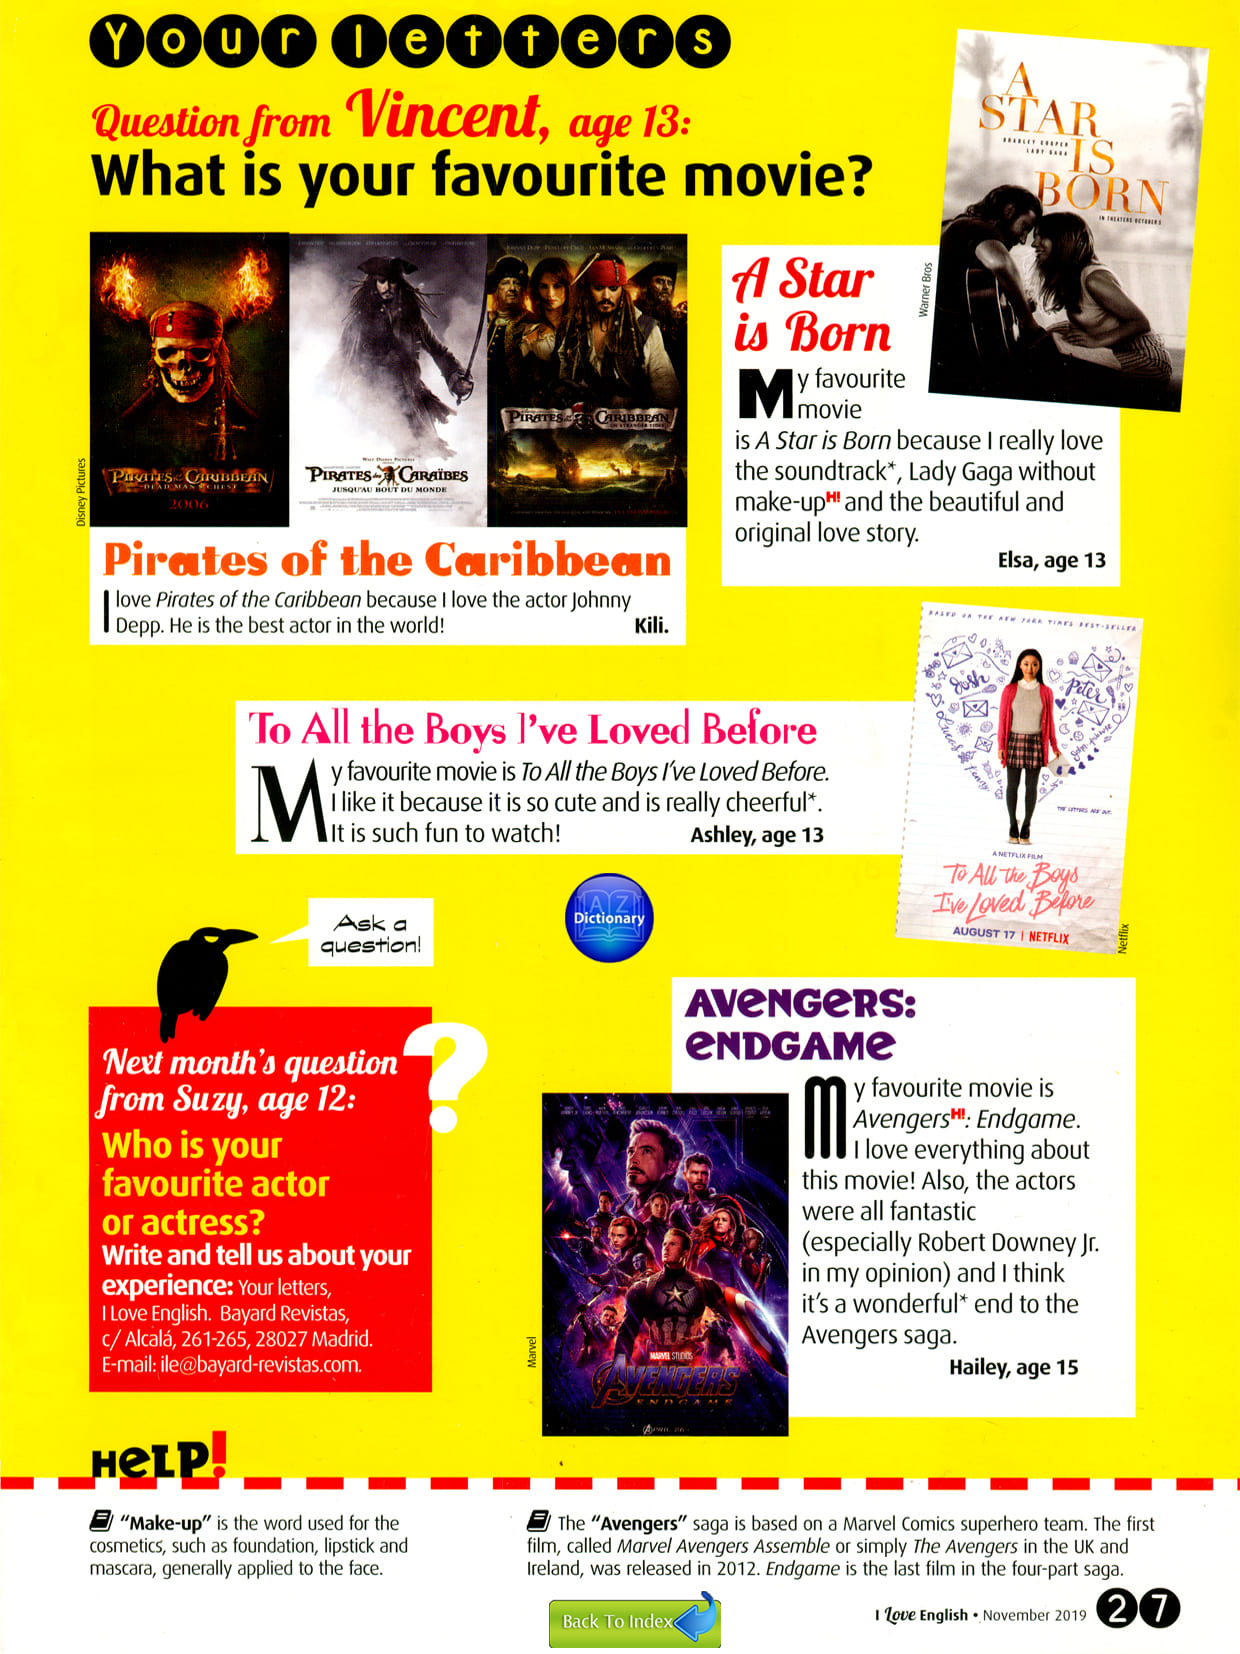 Your letters
Question from Vincent, age 13:
What is your favourite movie?
A
STAR
BRADLEY COOPER
LADY GAGA
IS
BORN
IN THEATERS OCTOBER 5
Warner Bros
PIRATES of the CARIBBEAN
DEAD MAN'S CHEST
2006
WALT DISNEY PICTURES
PIRATES des CARAÏBES
JUSQU'AU BOUT DU MONDE
PIRATES of the CARIBBEAN
ON STRANGER TIDES
Disney Pictures
Pirates of the Caribbean
I love Pirates of the Caribbean because I love the actor Johnny
Depp. He is the best actor in the world!
Kili.
A Star
is Born
My favourite
movie
is A Star is Born because I really love
the soundtrack*, Lady Gaga without
make-upH! and the beautiful and
original love story.
Elsa, age 13
To All the Boys I've Loved Before
My favourite movie is To All the Boys I've Loved Before.
I like it because it is so cute and is really cheerful*.
It is such fun to watch!
Ashley, age 13
BASED ON THE NEW YORK TIMES BEST-SELLER
Josh
Peter
Lucas
Kenny
John Ambrose
THE LETTERS ARE OUT.
A NETFLIX FILM
To All the Boys
I've Loved Before
AUGUST 17 | NETFLIX
Netflix
Ask a
question!
A Z
Dictionary
Next month's question
from Suzy, age 12:
?
Who is your
favourite actor
or actress?
Write and tell us about your
experience: Your letters,
I Love English. Bayard Revistas,
c/ Alcalá, 261-265, 28027 Madrid.
E-mail: ile@bayard-revistas.com.
AVENGERS:
ENDGAME
My favourite movie is
AvengersH!: Endgame.
I love everything about
this movie! Also, the actors
were all fantastic
(especially Robert Downey Jr.
in my opinion) and I think
it's a wonderful* end to the
Avengers saga.
Hailey, age 15
MARVEL STUDIOS
AVENGERS
ENDGAME
APRIL 26
Marvel
HELP!
"Make-up" is the word used for the
cosmetics, such as foundation, lipstick and
mascara, generally applied to the face.
The "Avengers" saga is based on a Marvel Comics superhero team. The first
film, called Marvel Avengers Assemble or simply The Avengers in the UK and
Ireland, was released in 2012. Endgame is the last film in the four-part saga.
Back To Index
I Love English • November 2019 27